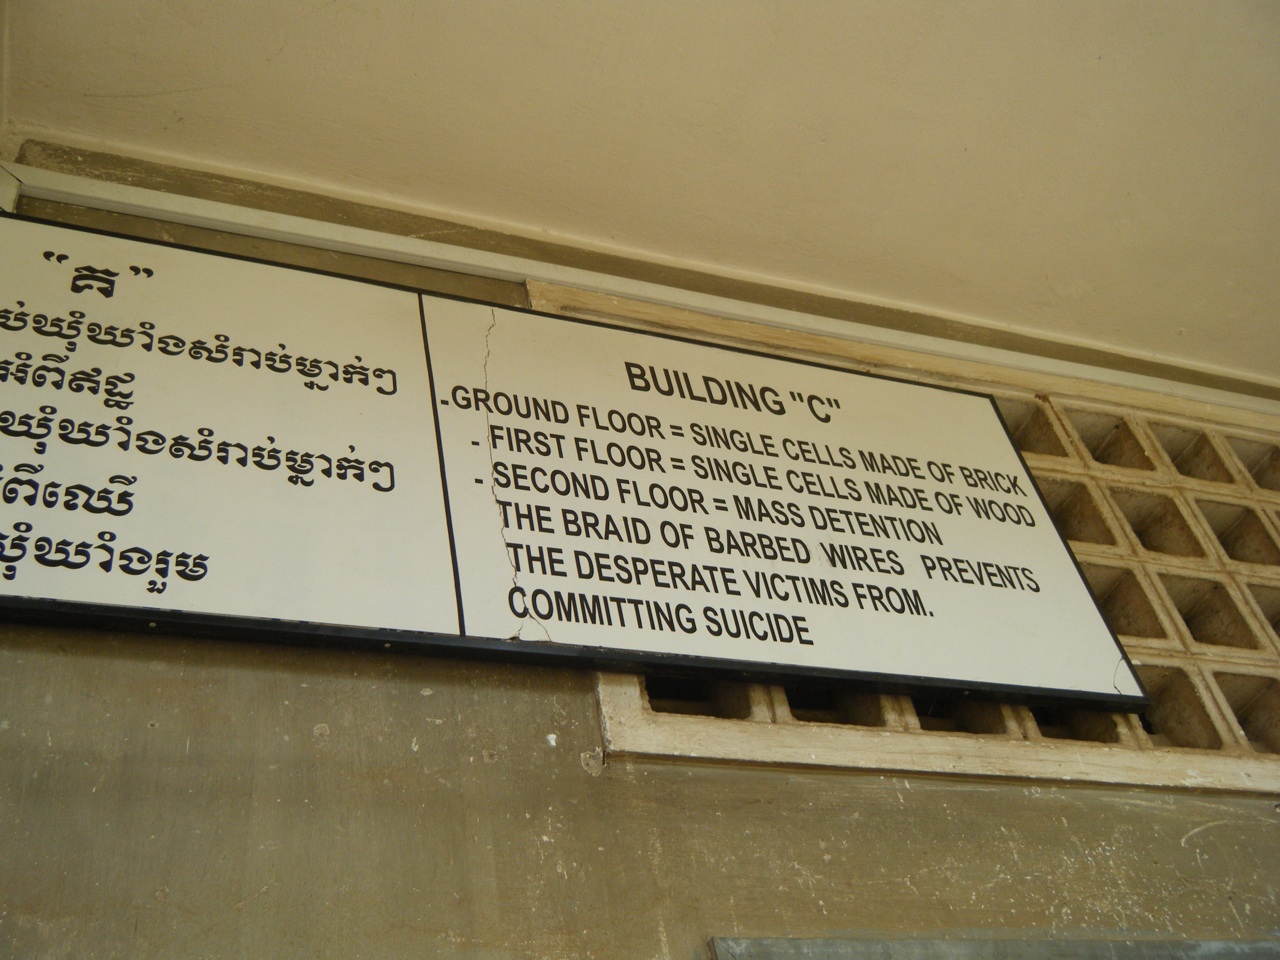 "គ"
ប់ឃុំឃាំងសំរាប់ម្នាក់ៗ
អំពីឥដ្ឋ
ឃុំឃាំងសំរាប់ម្នាក់ៗ
ពីឈើ
ឃុំឃាំងរួម
BUILDING "C"
-GROUND FLOOR = SINGLE CELLS MADE OF BRICK
- FIRST FLOOR = SINGLE CELLS MADE OF WOOD
- SECOND FLOOR = MASS DETENTION
THE BRAID OF BARBED WIRES PREVENTS
THE DESPERATE VICTIMS FROM.
COMMITTING SUICIDE